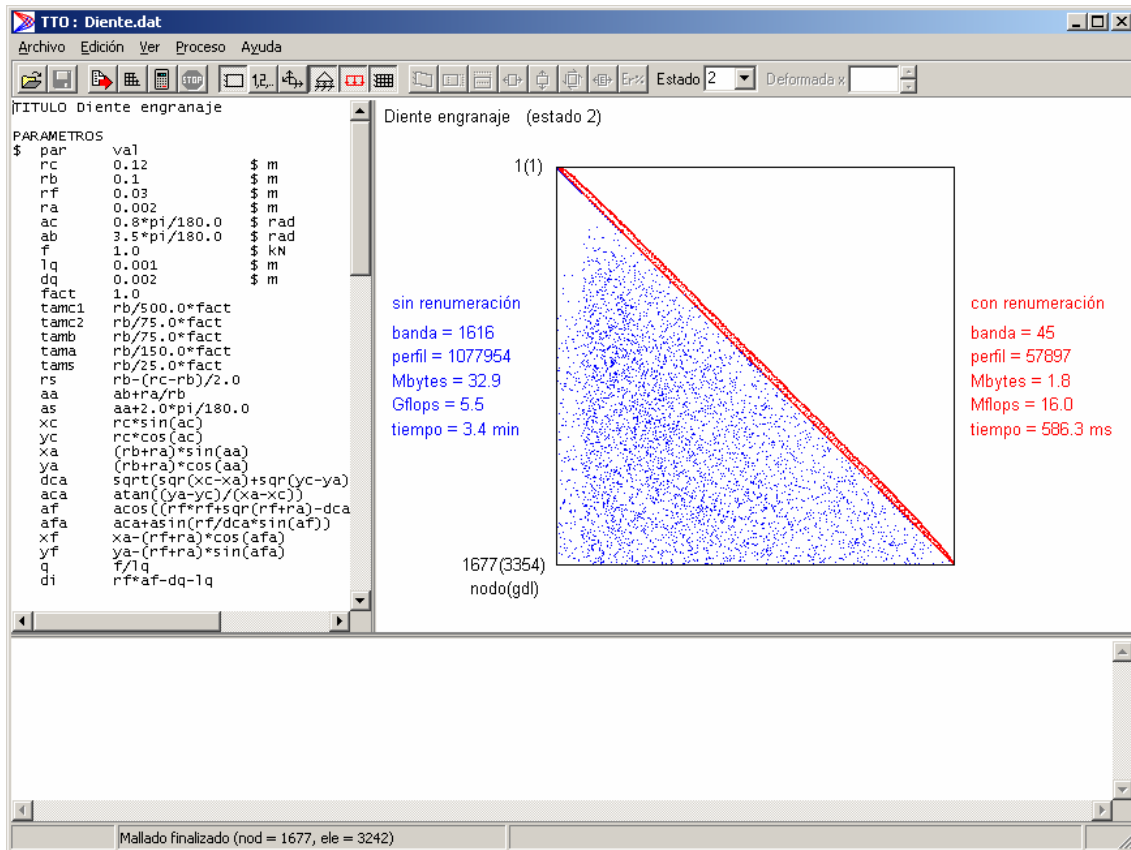 TTO : Diente.dat
Archivo Edición Ver Proceso Ayuda
STOP 1,2,.. Er% Estado 2 Deformada x
TITULO Diente engranaje
PARAMETROS
$ par val
rc 0.12 $ m
rb 0.1 $ m
rf 0.03 $ m
ra 0.002 $ m
ac 0.8*pi/180.0 $ rad
ab 3.5*pi/180.0 $ rad
f 1.0 $ kN
lq 0.001 $ m
dq 0.002 $ m
fact 1.0
tamc1 rb/500.0*fact
tamc2 rb/75.0*fact
tamb rb/75.0*fact
tama rb/150.0*fact
tams rb/25.0*fact
rs rb-(rc-rb)/2.0
aa ab+ra/rb
as aa+2.0*pi/180.0
xc rc*sin(ac)
yc rc*cos(ac)
xa (rb+ra)*sin(aa)
ya (rb+ra)*cos(aa)
dca sqrt(sqr(xc-xa)+sqr(yc-ya)
aca atan((ya-yc)/(xa-xc))
af acos((rf*rf+sqr(rf+ra)-dca
afa aca+asin(rf/dca*sin(af))
xf xa-(rf+ra)*cos(afa)
yf ya-(rf+ra)*sin(afa)
q f/lq
di rf*af-dq-lq
Diente engranaje (estado 2)
1(1)
sin renumeración
banda = 1616
perfil = 1077954
Mbytes = 32.9
Gflops = 5.5
tiempo = 3.4 min
con renumeración
banda = 45
perfil = 57897
Mbytes = 1.8
Mflops = 16.0
tiempo = 586.3 ms
1677(3354)
nodo(gdl)
Mallado finalizado (nod = 1677, ele = 3242)